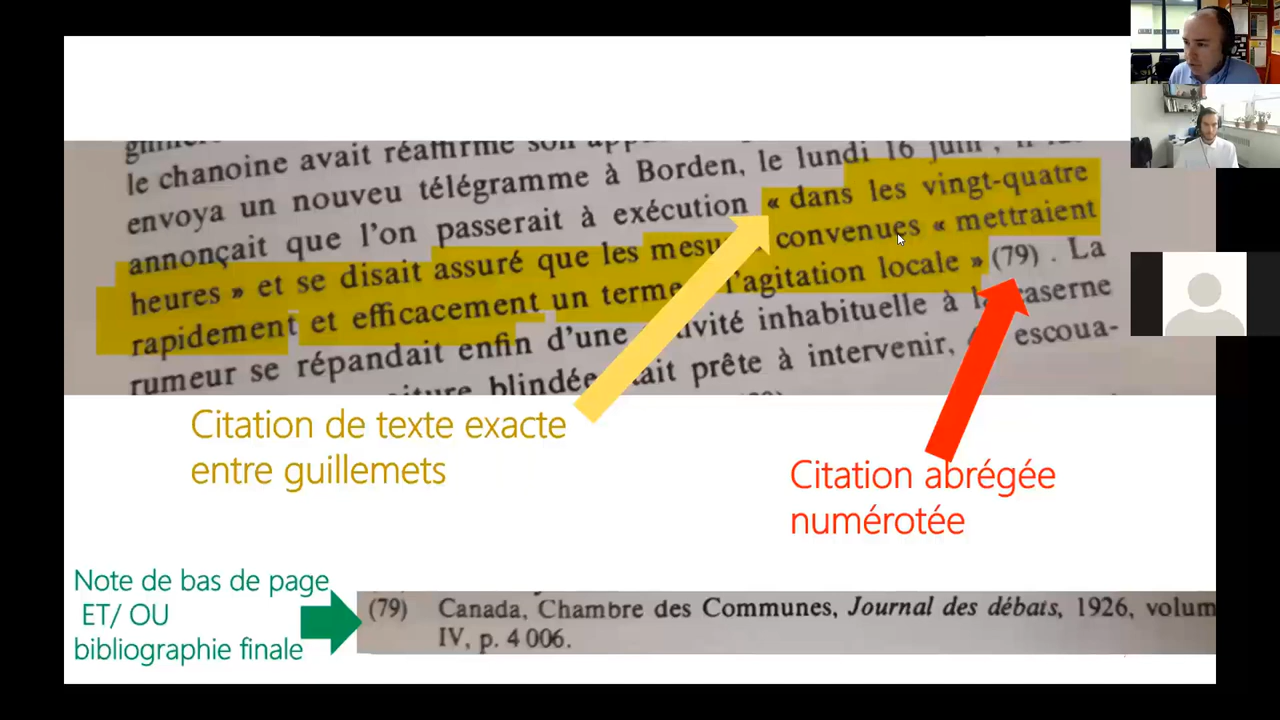 le chanoine avait réaffirmé son
envoya un nouveu télégramme à Borden, le lundi 16 juin
annonçait que l'on passerait à exécution « dans les vingt-quatre
heures » et se disait assuré que les convenues « mettraient
rapidement et efficacement un terme l'agitation locale » (79) . La
rumeur se répandait enfin d'une inhabituelle à caserne
blindée prête à intervenir, escoua-
Citation de texte exacte
entre guillemets
Citation abrégée
numérotée
Note de bas de page
ET/ OU
bibliographie finale
(79) Canada, Chambre des Communes, Journal des débats, 1926, volum
IV, p. 4 006.